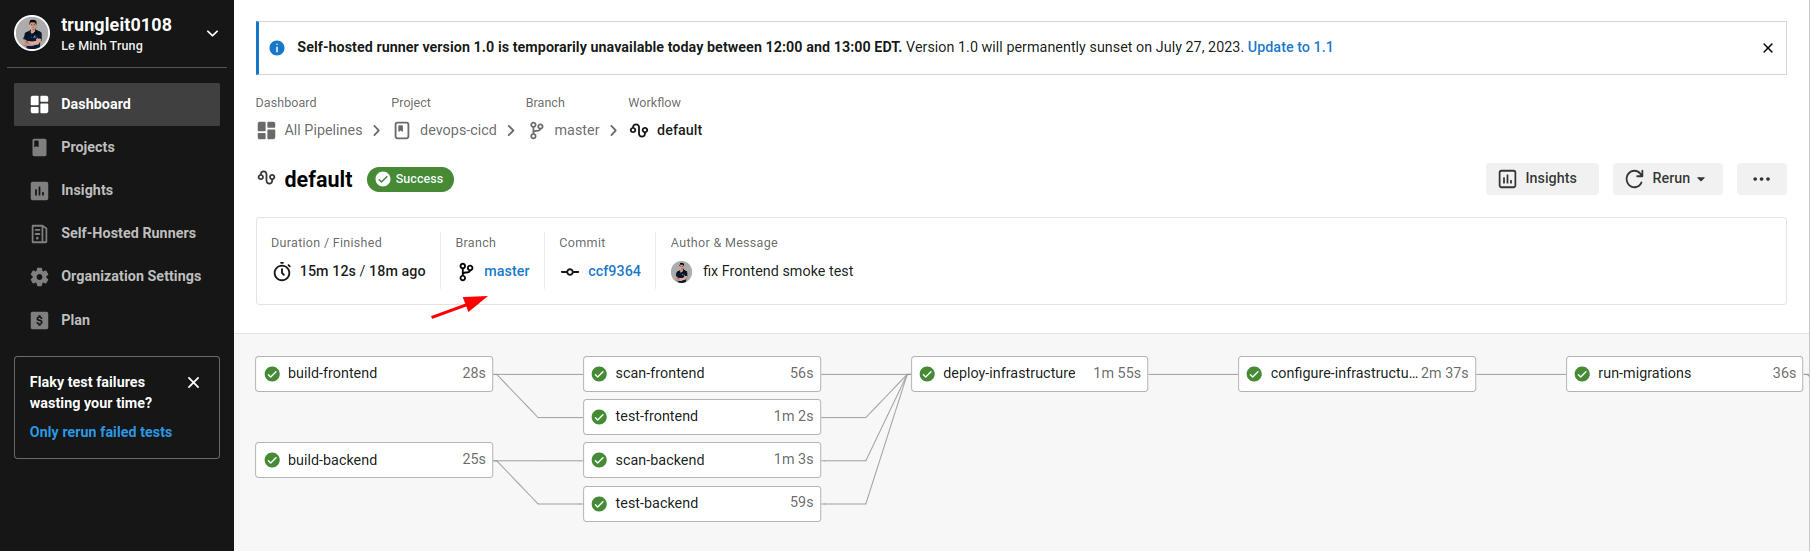 trungleit0108
Le Minh Trung
Dashboard
Projects
Insights
Self-Hosted Runners
Organization Settings
Plan
Flaky test failures
wasting your time?
Only rerun failed tests
Self-hosted runner version 1.0 is temporarily unavailable today between 12:00 and 13:00 EDT. Version 1.0 will permanently sunset on July 27, 2023. Update to 1.1
Dashboard Project Branch Workflow
All Pipelines devops-cicd master default
default Success Insights Rerun
Duration / Finished Branch Commit Author & Message
15m 12s / 18m ago master ccf9364 fix Frontend smoke test
build-frontend 28s scan-frontend 56s deploy-infrastructure 1m 55s configure-infrastructu... 2m 37s run-migrations 36s
test-frontend 1m 2s
build-backend 25s scan-backend 1m 3s
test-backend 59s